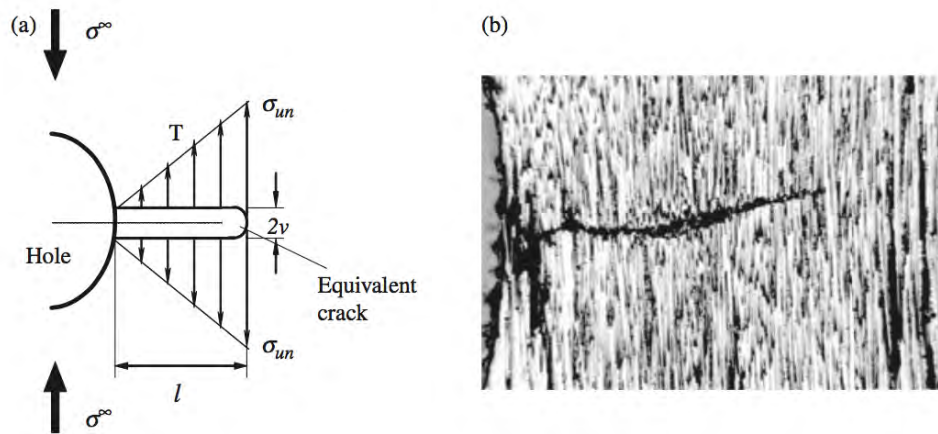 (a)
σ∞
σun
T
2v
Hole
Equivalent
crack
σun
l
σ∞
(b)